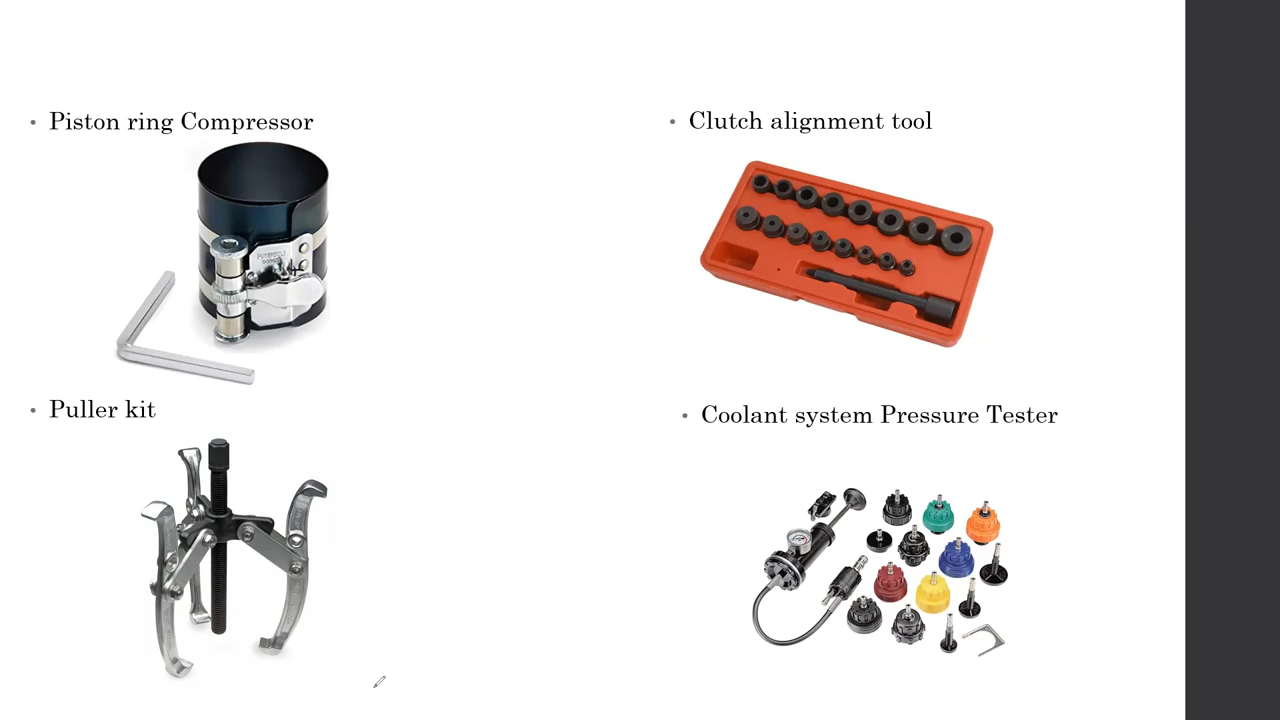 Piston ring Compressor
Clutch alignment tool
Puller kit
Coolant system Pressure Tester